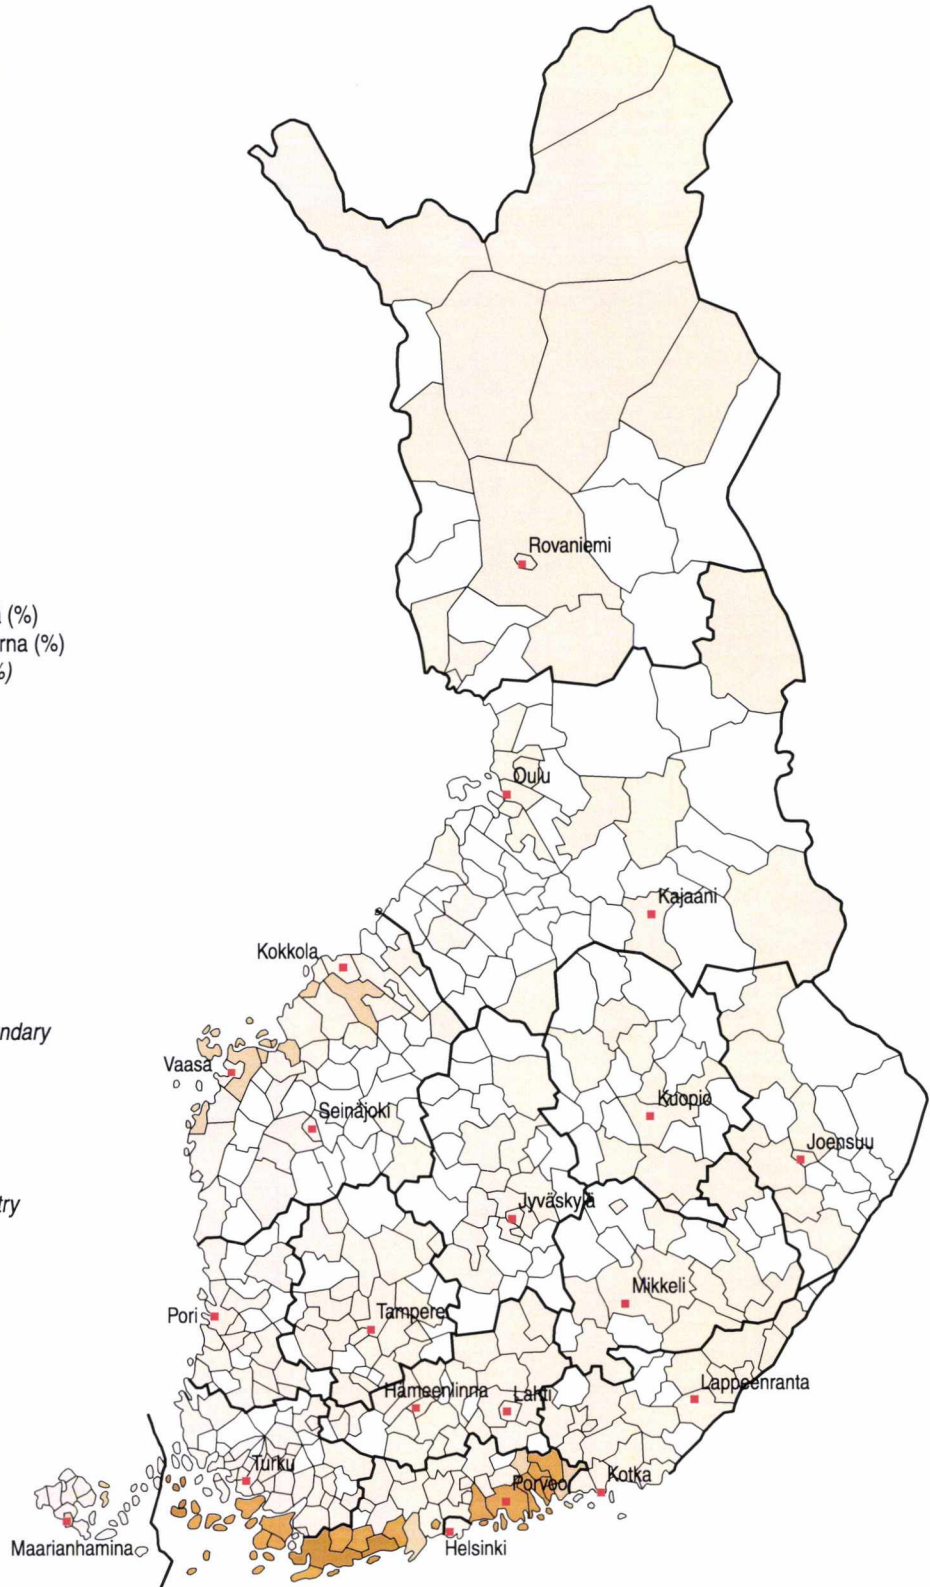 Rovaniemi
(%)
rna (%)
%)
Oulu
Kajaani
Kokkola
ndary
Vaasa
Kuopio
Seinäjoki
Joensuu
Jyväskylä
try
Mikkeli
Pori
Tampere
Lappeenranta
Hämeenlinna
Lahti
Turku
Kotka
Porvoo
Maarianhamina
Helsinki